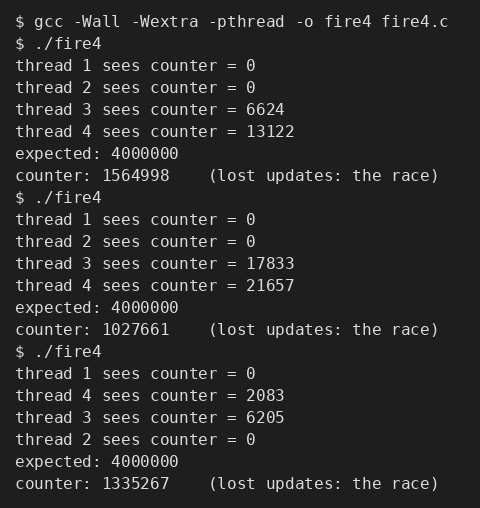 $ gcc -Wall -Wextra -pthread -o fire4 fire4.c
$ ./fire4
thread 1 sees counter = 0
thread 2 sees counter = 0
thread 3 sees counter = 6624
thread 4 sees counter = 13122
expected: 4000000
counter: 1564998    (lost updates: the race)
$ ./fire4
thread 1 sees counter = 0
thread 2 sees counter = 0
thread 3 sees counter = 17833
thread 4 sees counter = 21657
expected: 4000000
counter: 1027661    (lost updates: the race)
$ ./fire4
thread 1 sees counter = 0
thread 4 sees counter = 2083
thread 3 sees counter = 6205
thread 2 sees counter = 0
expected: 4000000
counter: 1335267    (lost updates: the race)